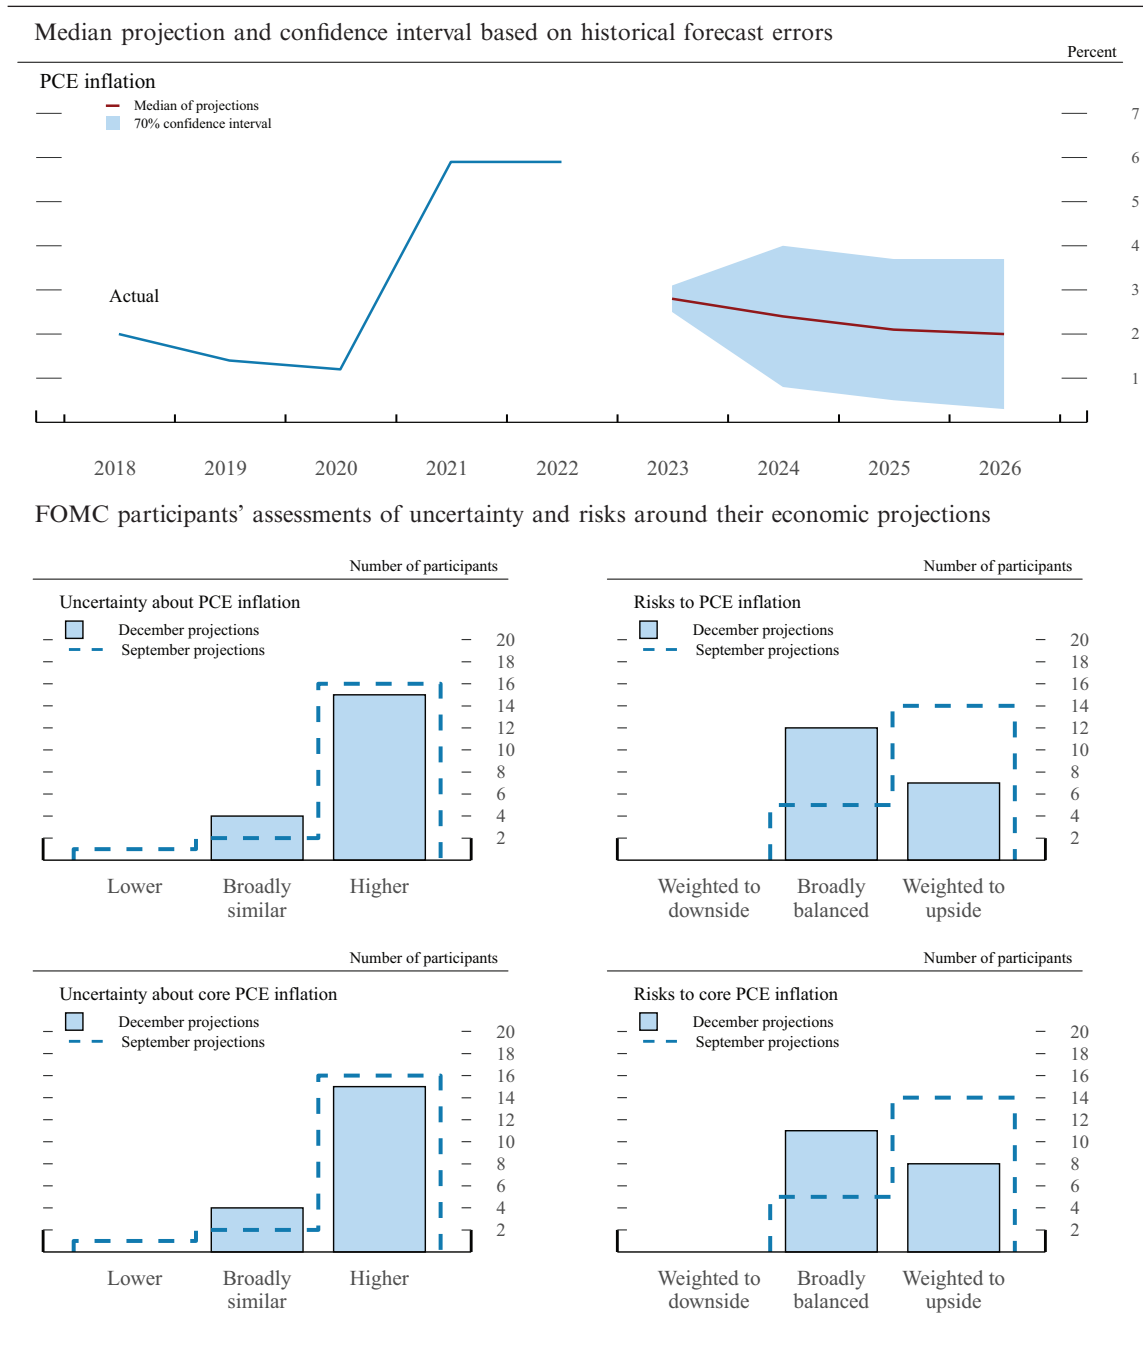 Median projection and confidence interval based on historical forecast errors
Percent
PCE inflation
Median of projections
70% confidence interval
7
6
5
4
3
2
1
Actual
2018 2019 2020 2021 2022 2023 2024 2025 2026
FOMC participants’ assessments of uncertainty and risks around their economic projections
Number of participants
Uncertainty about PCE inflation
December projections
September projections
20
18
16
14
12
10
8
6
4
2
Lower Broadly Higher
similar
Number of participants
Risks to PCE inflation
December projections
September projections
20
18
16
14
12
10
8
6
4
2
Weighted to Broadly Weighted to
downside balanced upside
Number of participants
Uncertainty about core PCE inflation
December projections
September projections
20
18
16
14
12
10
8
6
4
2
Lower Broadly Higher
similar
Number of participants
Risks to core PCE inflation
December projections
September projections
20
18
16
14
12
10
8
6
4
2
Weighted to Broadly Weighted to
downside balanced upside